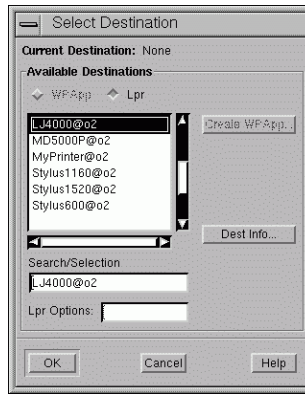 Select Destination
Current Destination: None
Available Destinations
WPApp Lpr
LJ4000@o2
MD5000P@o2
MyPrinter@o2
Stylus1160@o2
Stylus1520@o2
Stylus600@o2
Create WPApp...
Dest Info...
Search/Selection
LJ4000@o2
Lpr Options:
OK Cancel Help